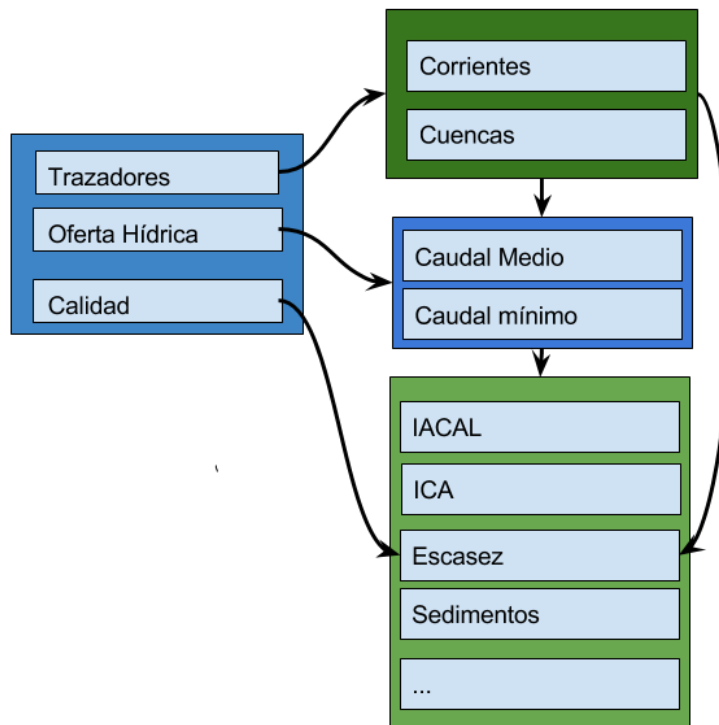 Corrientes
Cuencas
Trazadores
Oferta Hídrica
Calidad
Caudal Medio
Caudal mínimo
IACAL
ICA
Escasez
Sedimentos
...